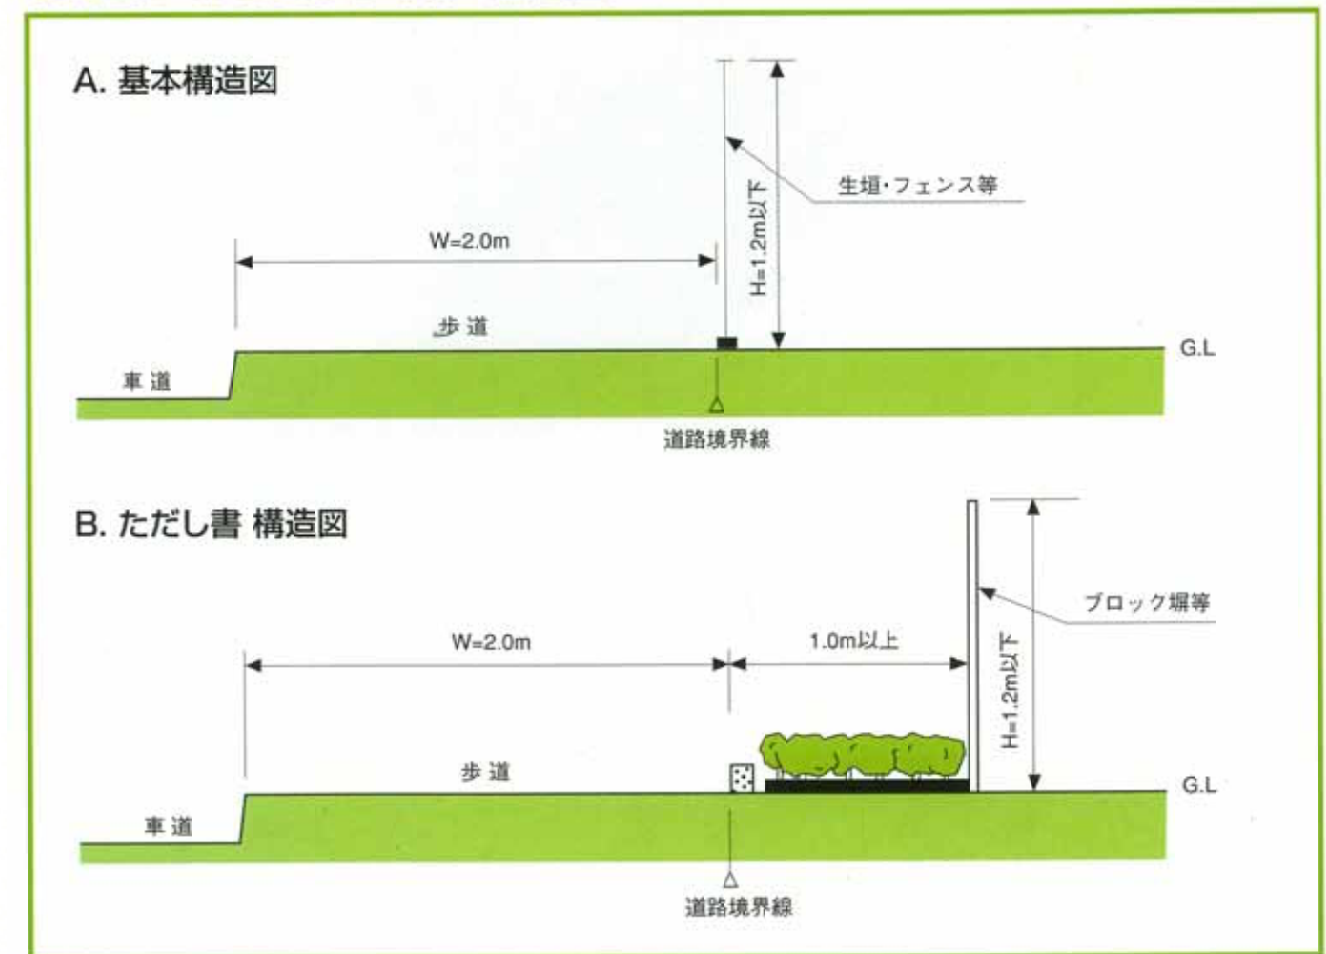 A. 基本構造図
生垣・フェンス等
H=1.2m以下
W=2.0m
歩道
G.L
車道
道路境界線
B. ただし書 構造図
ブロック塀等
W=2.0m
1.0m以上
H=1.2m以下
歩道
G.L
車道
道路境界線